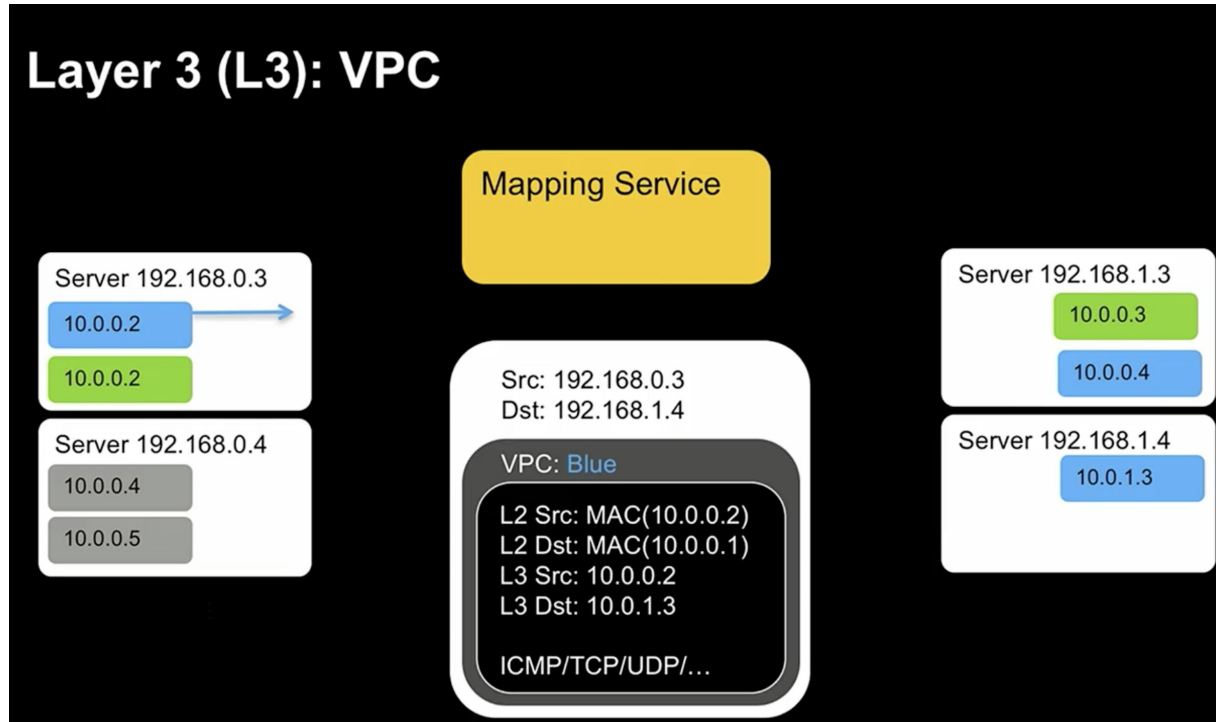 Layer 3 (L3): VPC
Mapping Service
Server 192.168.0.3
10.0.0.2
10.0.0.2
Server 192.168.0.4
10.0.0.4
10.0.0.5
Src: 192.168.0.3
Dst: 192.168.1.4
VPC: Blue
L2 Src: MAC(10.0.0.2)
L2 Dst: MAC(10.0.0.1)
L3 Src: 10.0.0.2
L3 Dst: 10.0.1.3
ICMP/TCP/UDP/...
Server 192.168.1.3
10.0.0.3
10.0.0.4
Server 192.168.1.4
10.0.1.3